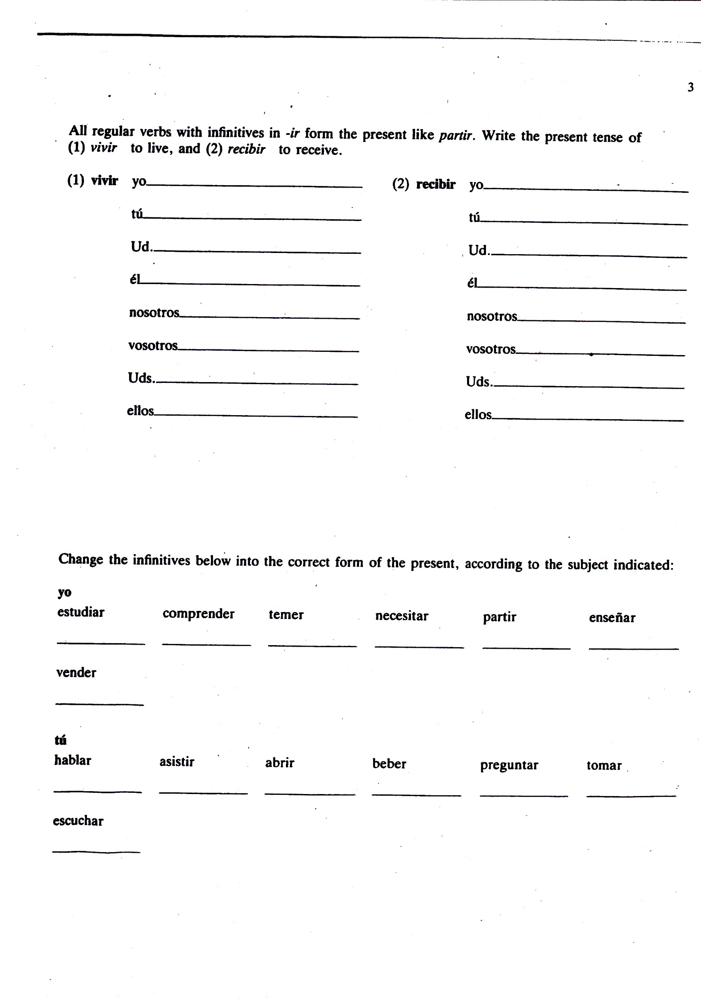 3
All regular verbs with infinitives in -ir form the present like partir. Write the present tense of
(1) vivir to live, and (2) recibir to receive.
(1) vivir yo
tú
Ud.
él
nosotros
vosotros
Uds.
ellos
(2) recibir yo
tú
Ud.
él
nosotros
vosotros
Uds.
ellos
Change the infinitives below into the correct form of the present, according to the subject indicated:
yo
estudiar comprender temer necesitar partir enseñar
vender
tú
hablar asistir abrir beber preguntar tomar
escuchar